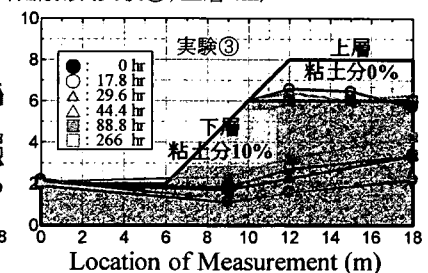 10
8
6
4
2
0
実験③
上層
粘土分0%
下層
粘土分10%
: 0 hr
: 17.8 hr
: 29.6 hr
: 44.4 hr
: 88.8 hr
: 266 hr
8
0 2 4 6 8 10 12 14 16 18
Location of Measurement (m)